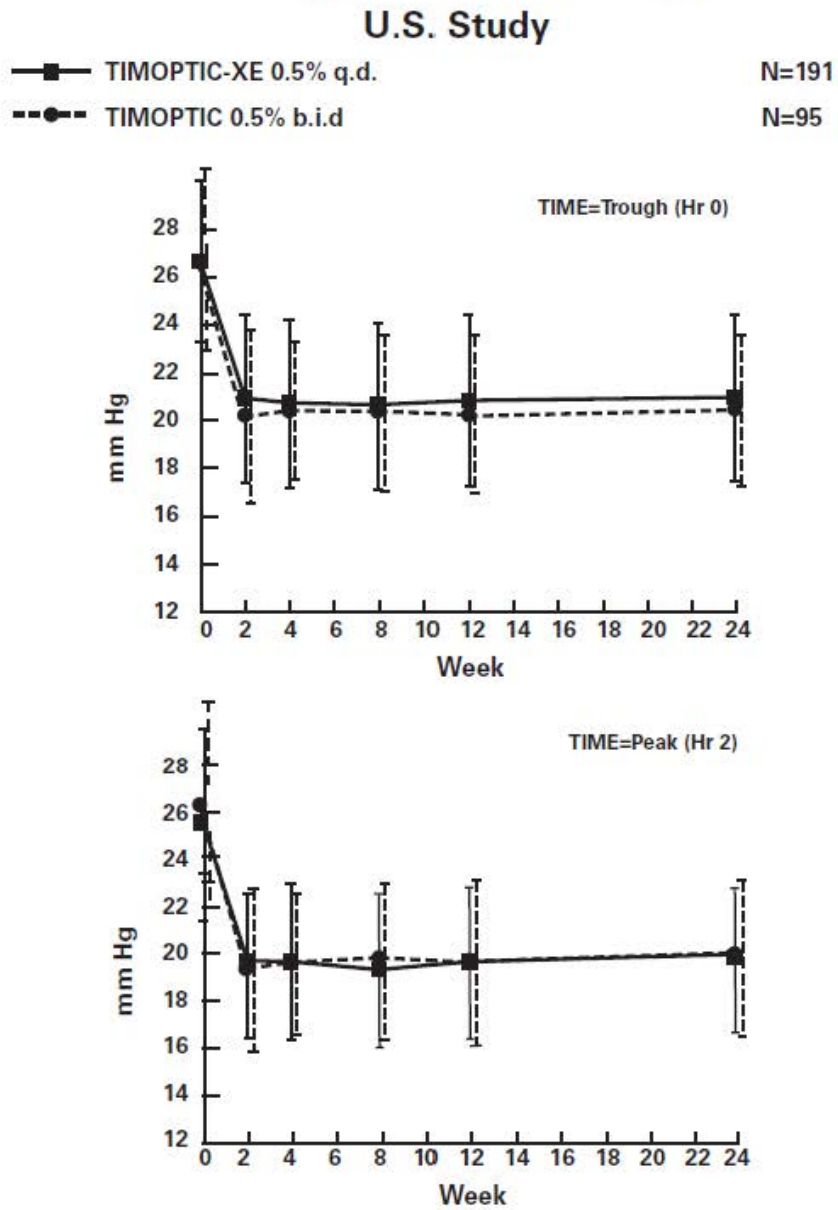 U.S. Study
TIMOPTIC-XE 0.5% q.d. N=191
TIMOPTIC 0.5% b.i.d N=95
TIME=Trough (Hr 0)
mm Hg
28
26
24
22
20
18
16
14
12
0 2 4 6 8 10 12 14 16 18 20 22 24
Week
TIME=Peak (Hr 2)
mm Hg
28
26
24
22
20
18
16
14
12
0 2 4 6 8 10 12 14 16 18 20 22 24
Week